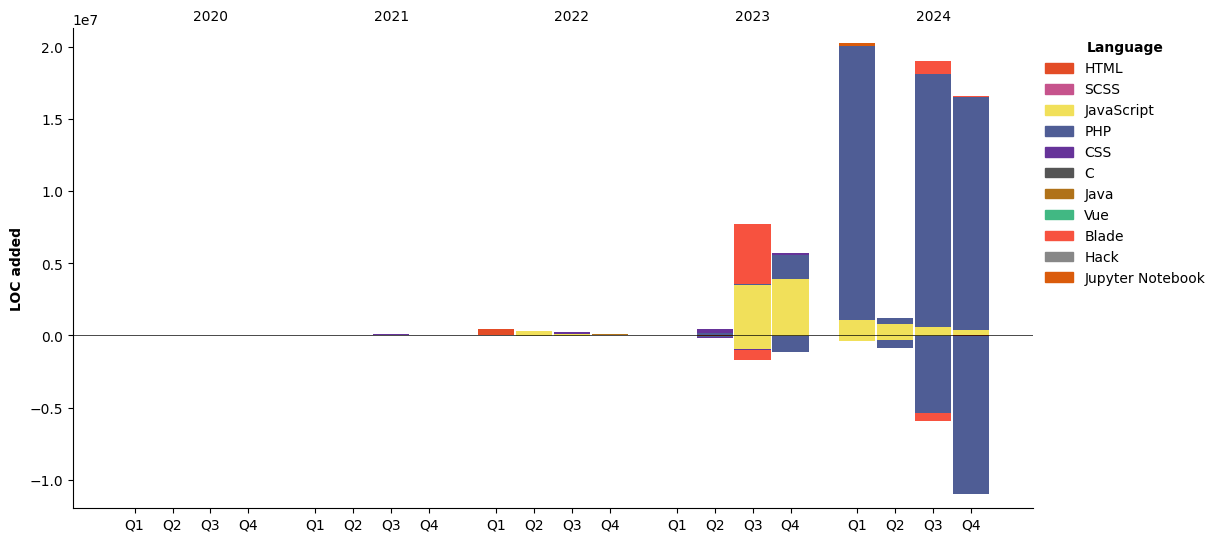 1e7
2020 2021 2022 2023 2024
2.0
1.5
1.0
0.5
0.0
−0.5
−1.0
LOC added
Q1 Q2 Q3 Q4 Q1 Q2 Q3 Q4 Q1 Q2 Q3 Q4 Q1 Q2 Q3 Q4 Q1 Q2 Q3 Q4
Language
HTML
SCSS
JavaScript
PHP
CSS
C
Java
Vue
Blade
Hack
Jupyter Notebook